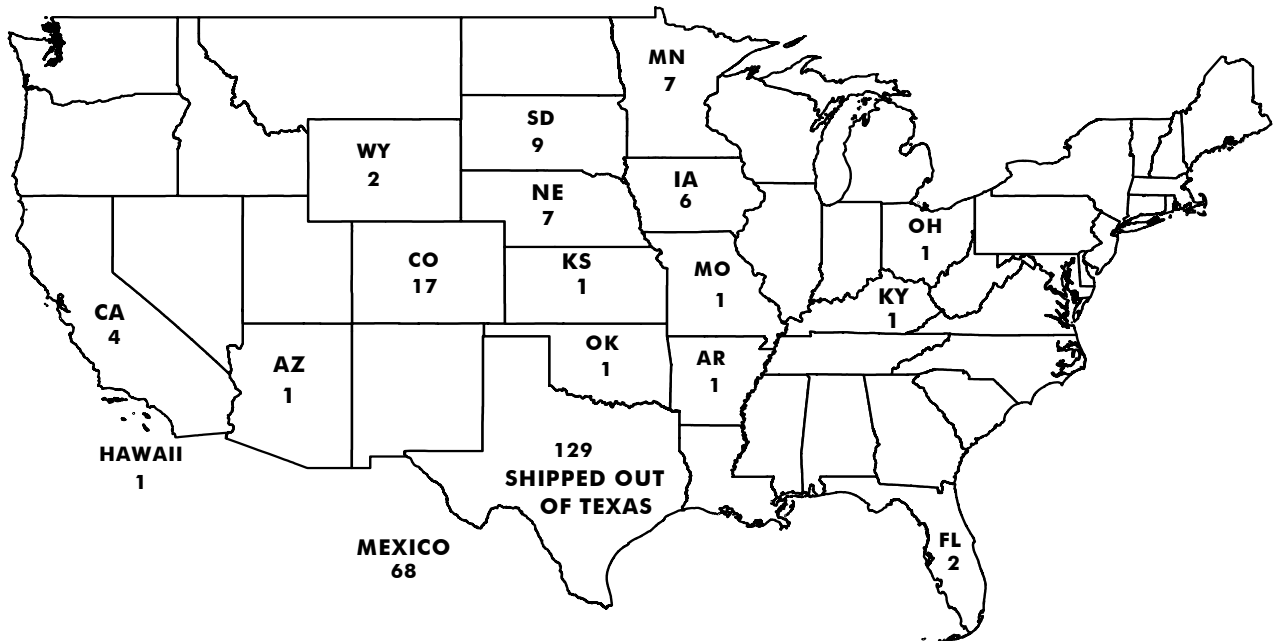 MN
7
SD
9
WY
2
IA
6
NE
7
OH
1
CO
17
KS
1
MO
1
KY
1
CA
4
OK
1
AR
1
AZ
1
HAWAII
1
129
SHIPPED OUT
OF TEXAS
MEXICO
68
FL
2